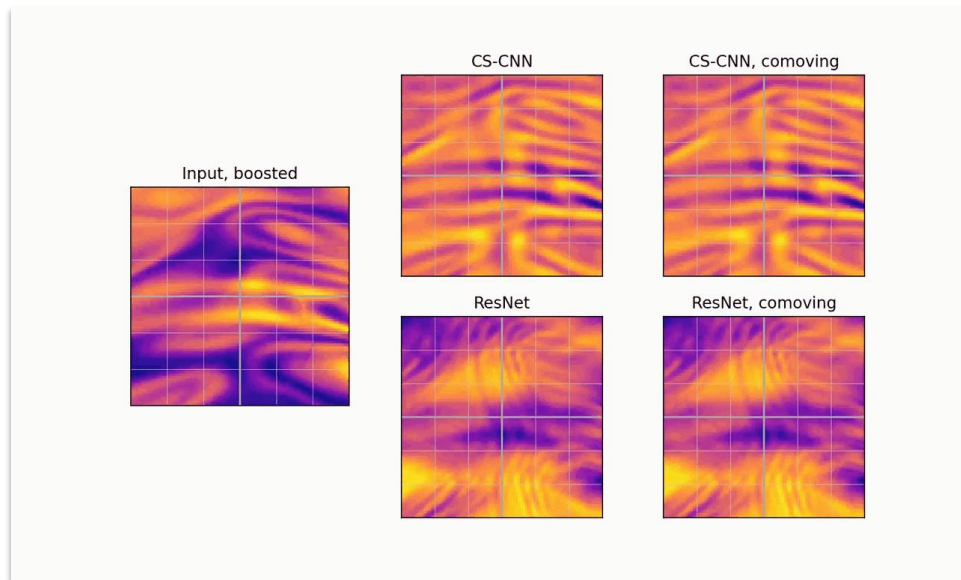 CS-CNN
CS-CNN, comoving
Input, boosted
ResNet
ResNet, comoving